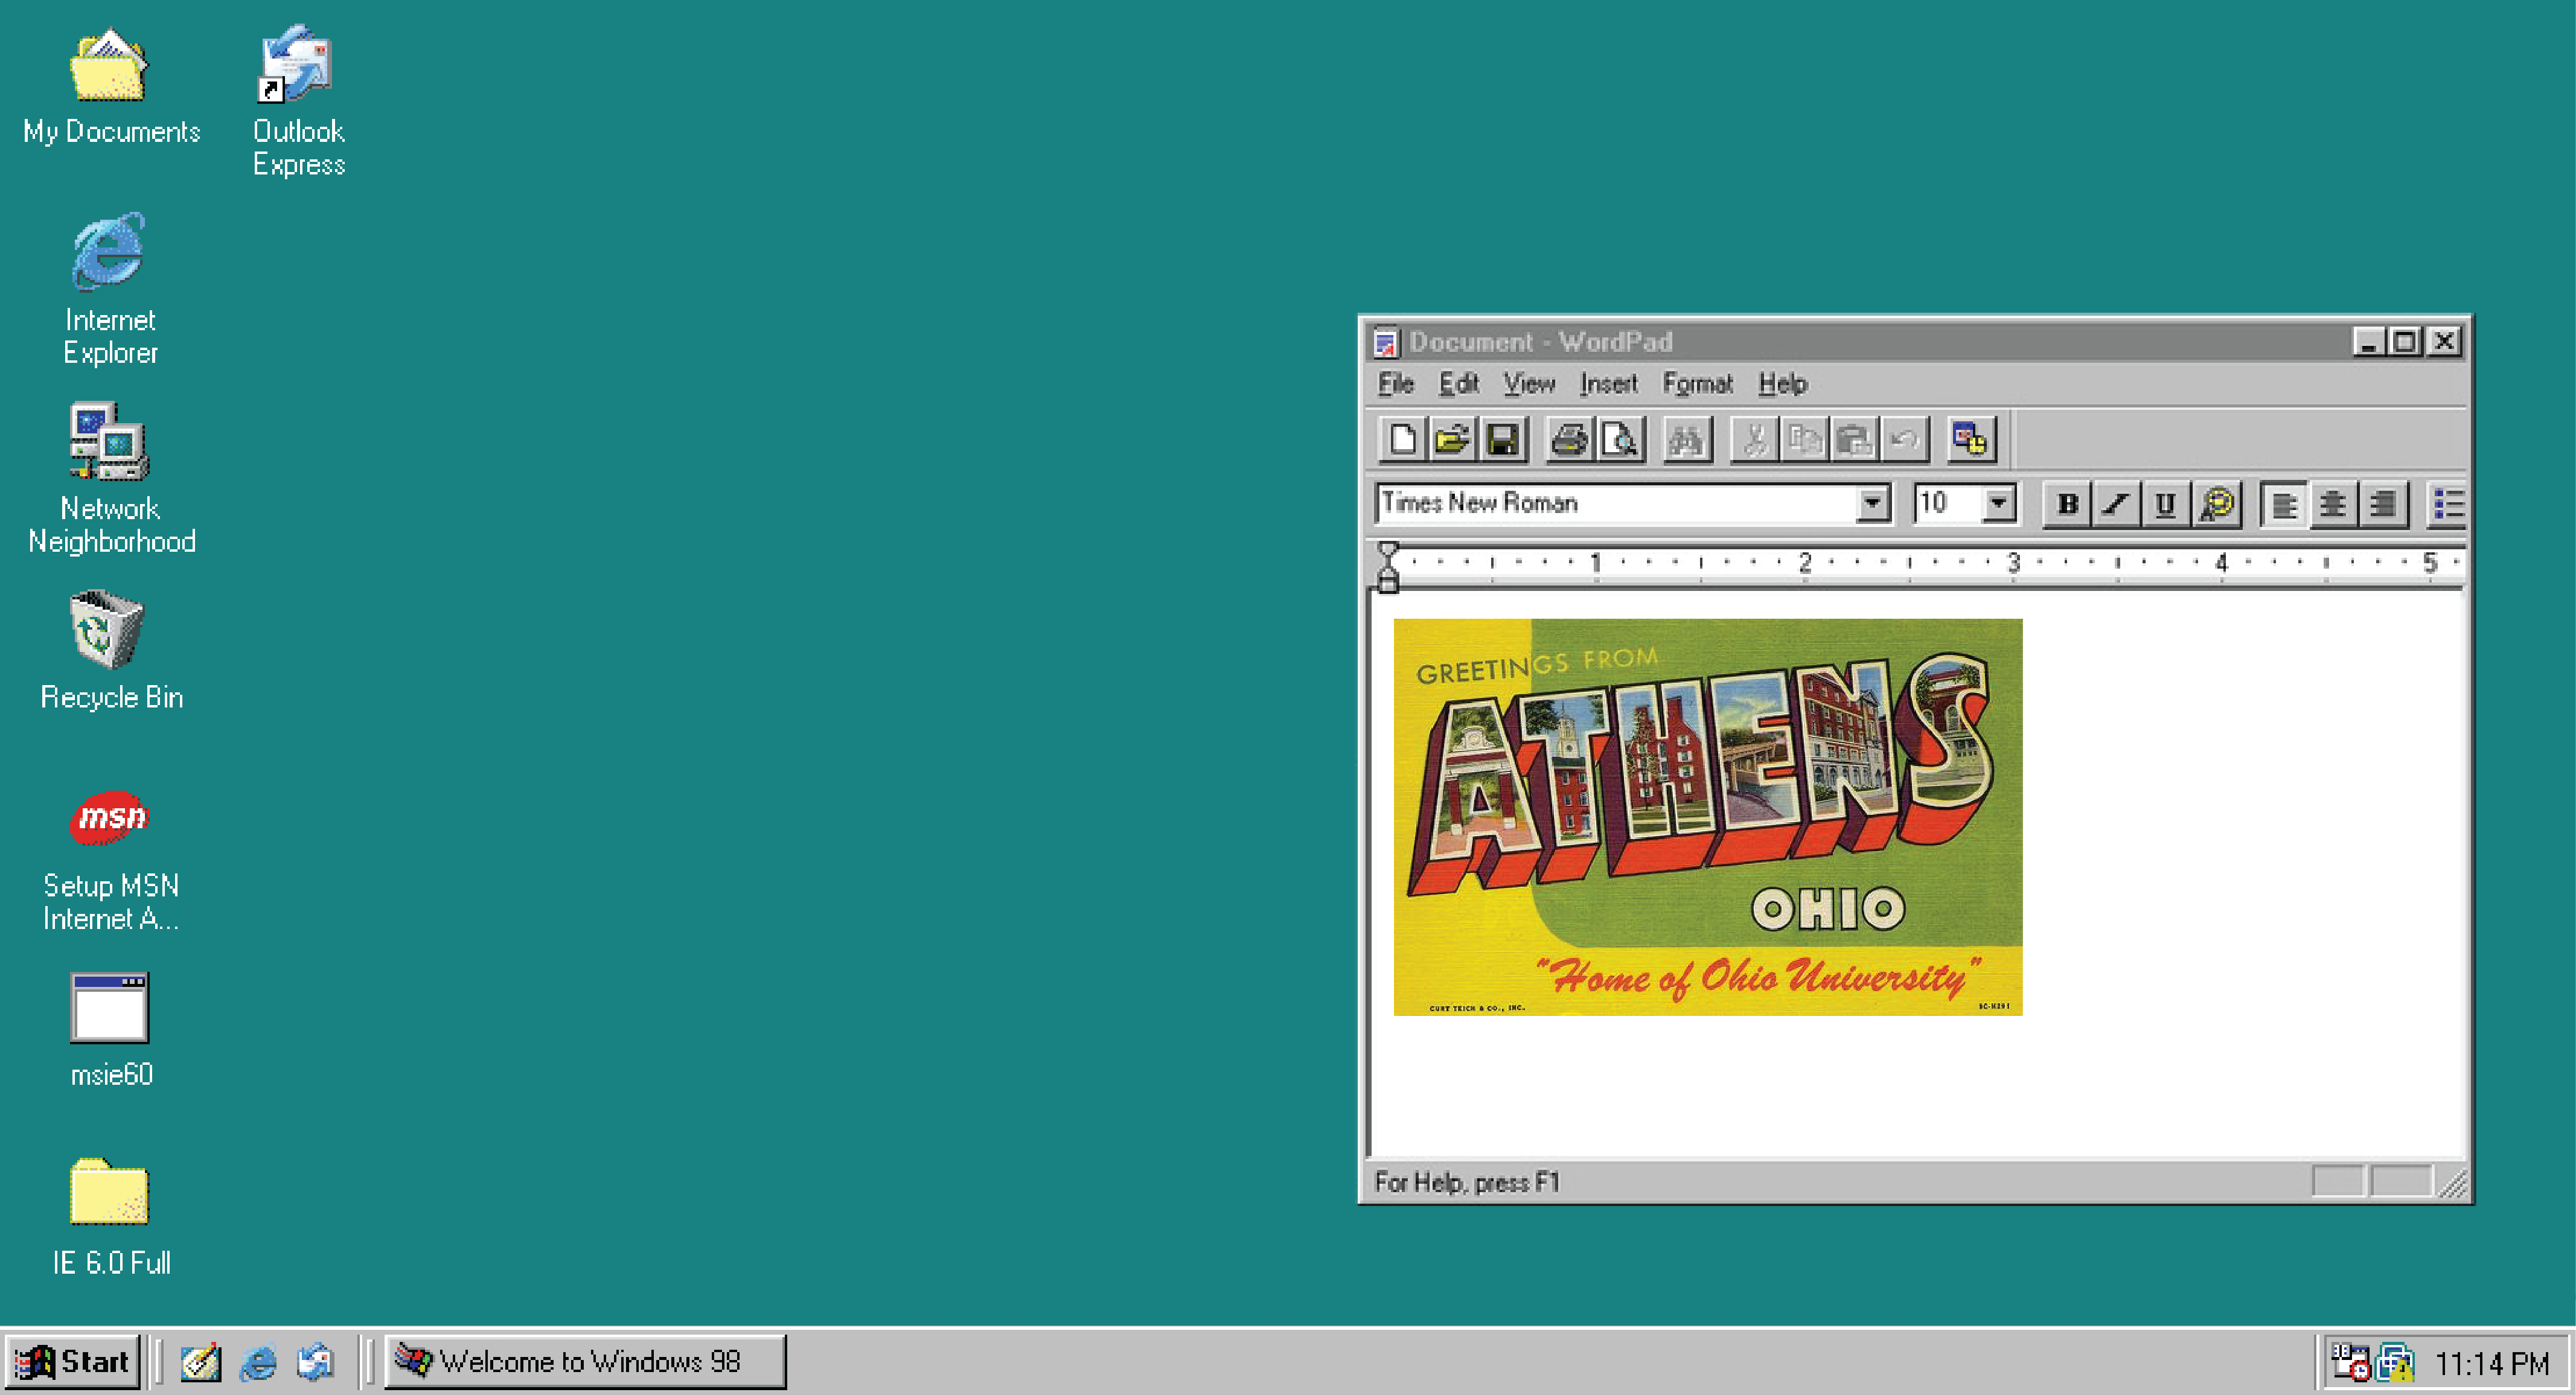 My Documents
Outlook
Express
Internet
Explorer
Network
Neighborhood
Recycle Bin
msn
Setup MSN
Internet A...
msie60
IE 6.0 Full
Document - WordPad
File Edit View Insert Format Help
Times New Roman 10 B I U
1 2 3 4 5
GREETINGS FROM
ATHENS
OHIO
"Home of Ohio University"
CURT TEICH & CO., INC.
For Help, press F1
Start Welcome to Windows 98 11:14 PM